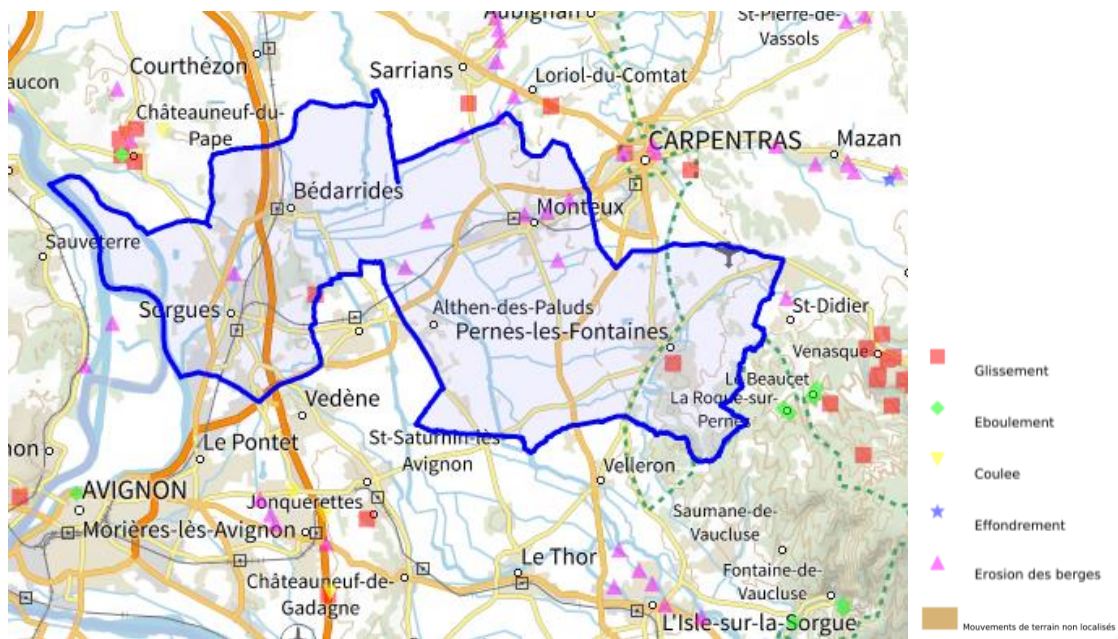 Aubignan
St-Pierre-de-
Vassols
Courthézon
Sarrians
Loriol-du-Comtat
aucon
Châteauneuf-du-
Pape
CARPENTRAS
Mazan
Bédarrides
Monteux
Sauveterre
Sorgues
Althen-des-Paluds
Pernes-les-Fontaines
St-Didier
Venasque
Le Beaucet
La Roque-sur-
Pernes
Vedène
Le Pontet
St-Saturnin-lès-
Avignon
Velleron
non
AVIGNON
Jonquerettes
Morières-lès-Avignon
Saumane-de-
Vaucluse
Le Thor
Châteauneuf-de-
Gadagne
Fontaine-de-
Vaucluse
L'Isle-sur-la-Sorgue
Glissement
Eboulement
Coulee
Effondrement
Erosion des berges
Mouvements de terrain non localisés